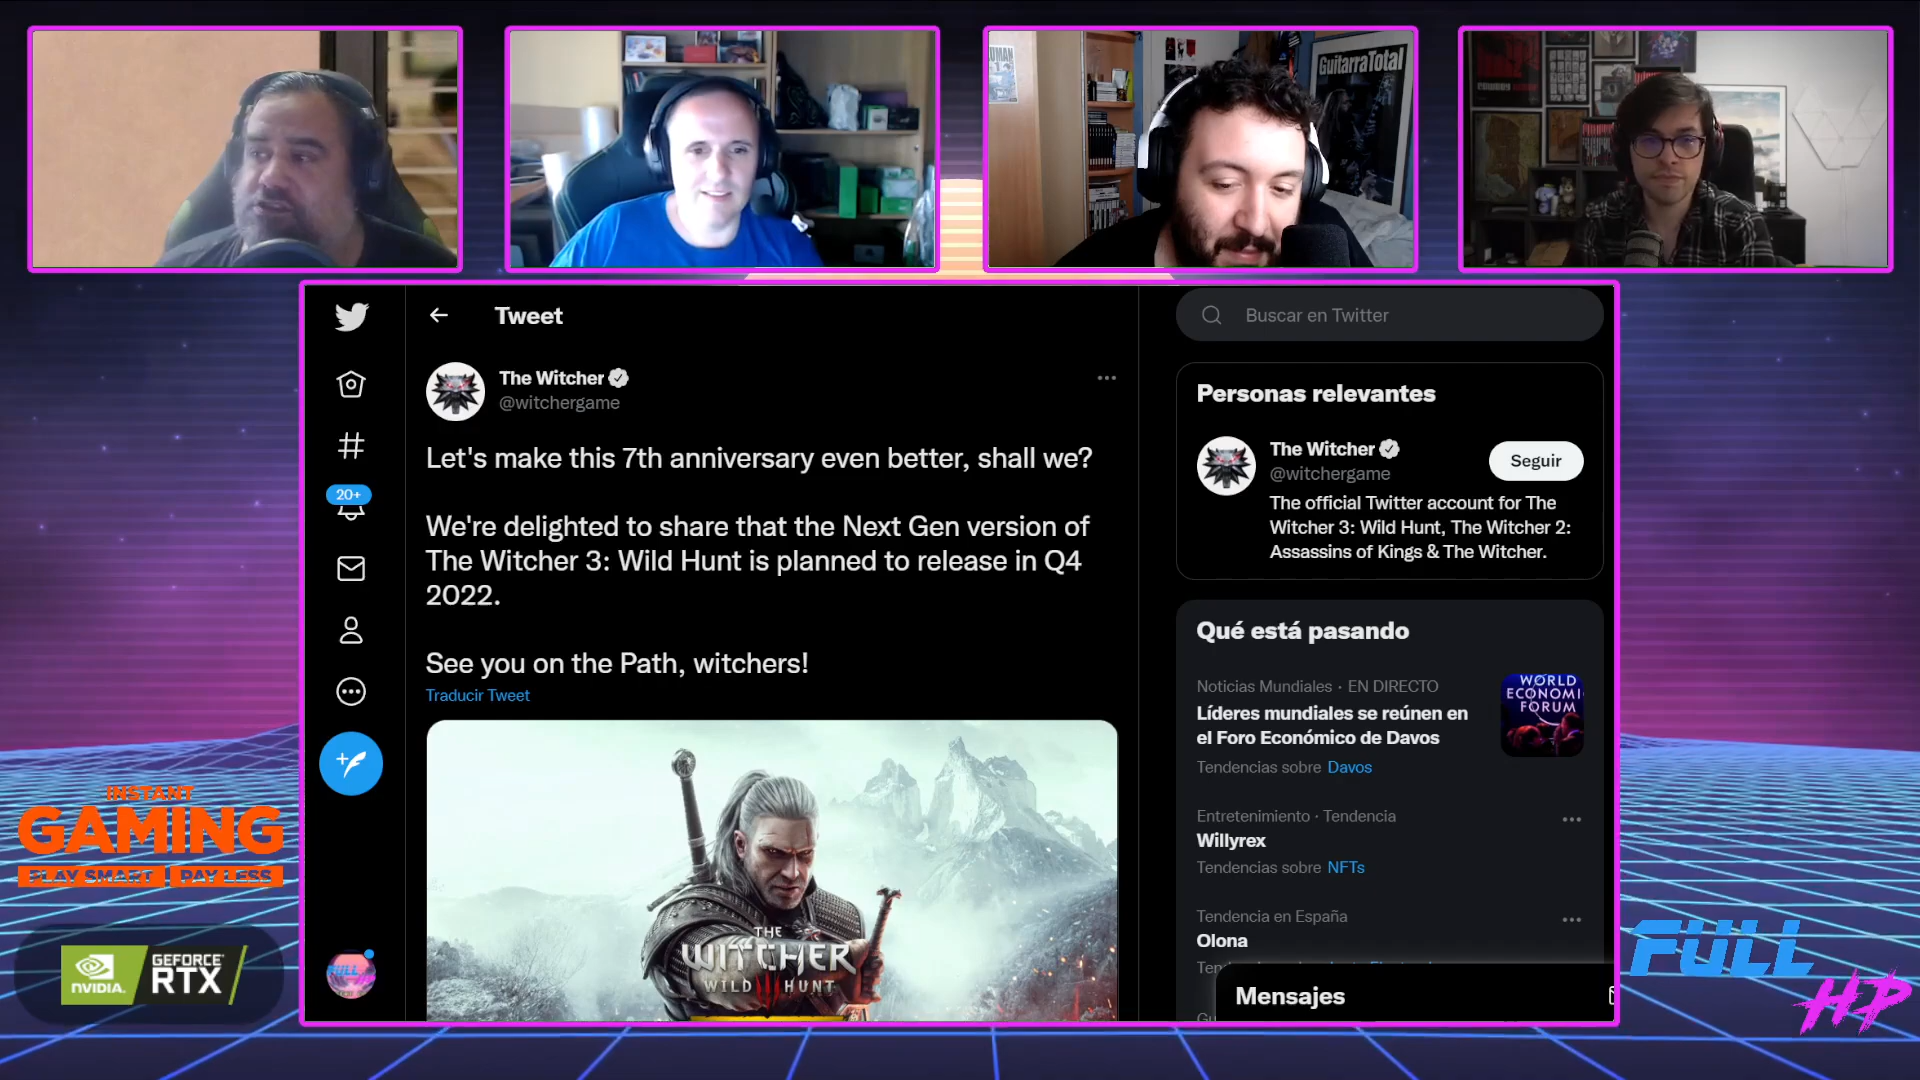 GuitarraTotal
Tweet
Buscar en Twitter
The Witcher
@witchergame
Let's make this 7th anniversary even better, shall we?
We're delighted to share that the Next Gen version of
The Witcher 3: Wild Hunt is planned to release in Q4
2022.
See you on the Path, witchers!
Traducir Tweet
20+
THE
WITCHER
WILD HUNT
Personas relevantes
The Witcher
@witchergame
Seguir
The official Twitter account for The
Witcher 3: Wild Hunt, The Witcher 2:
Assassins of Kings & The Witcher.
Qué está pasando
Noticias Mundiales · EN DIRECTO
Líderes mundiales se reúnen en
el Foro Económico de Davos
Tendencias sobre Davos
WORLD
ECONOMI
FORUM
Entretenimiento · Tendencia
Willyrex
Tendencias sobre NFTs
Tendencia en España
Olona
Mensajes
INSTANT
GAMING
PLAY SMART PAY LESS
NVIDIA. GEFORCE RTX
FULL
HP